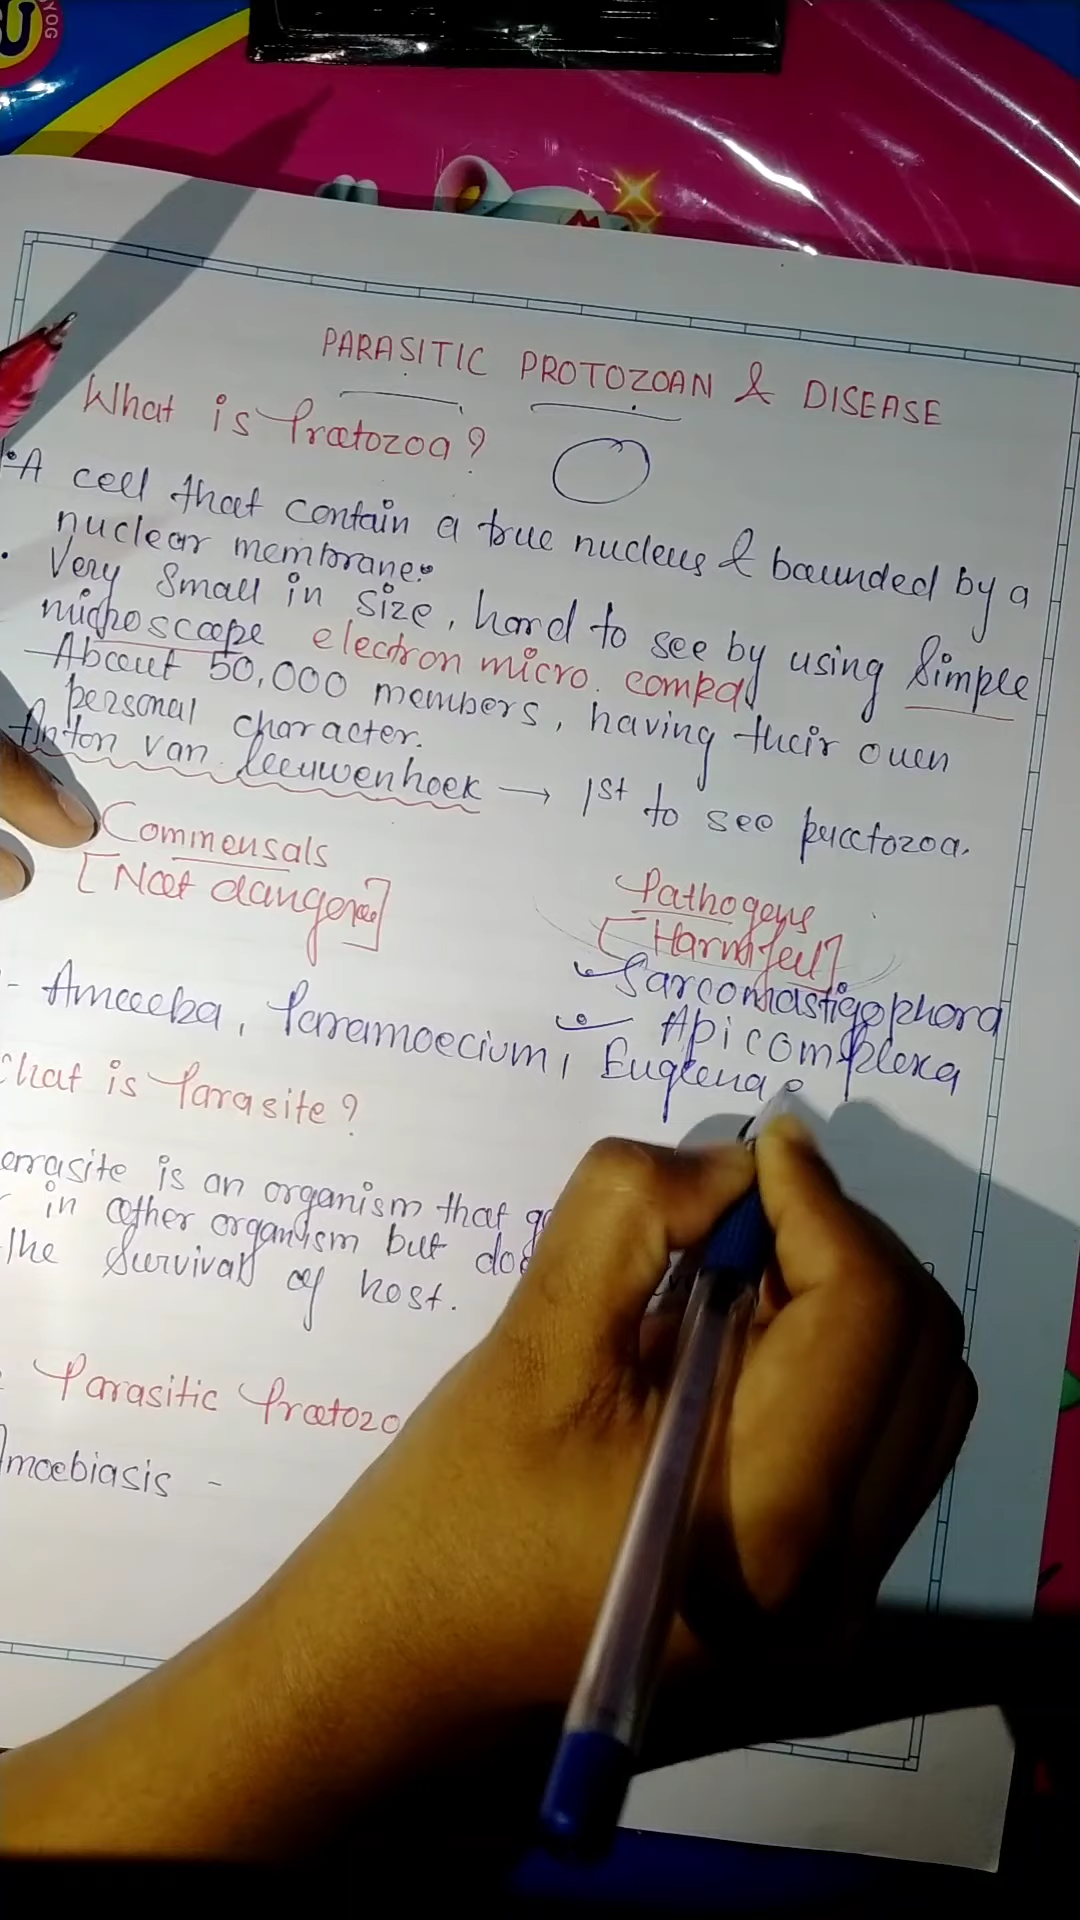 YOG
PARASITIC PROTOZOAN & DISEASE
What is Protozoa?
A cell that contain a true nucleus & bounded by a
nuclear membrane.
Very Small in size, hard to see by using Simple
microscope electron micro.
About 50,000 members, having their own
personal character.
Anton van Leeuwenhoek → 1st to see protozoa.
Commensals
[Not dangerous]
Pathogens
[Harmful]
Sarcomastigophora
Apicomplexa
- Amoeba, Paramoecium, Euglena
What is Parasite?
parasite is an organism that
in other organism but
the Survival of host.
Parasitic Protozo
Amoebiasis -